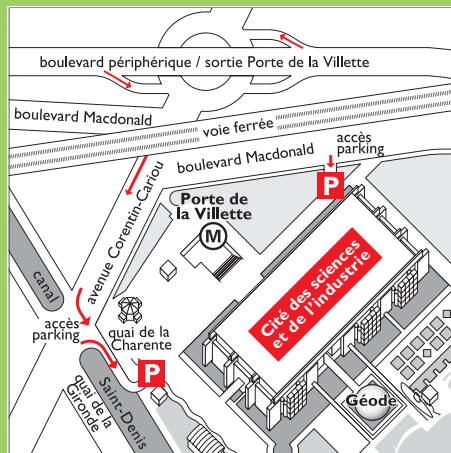 boulevard périphérique / sortie Porte de la Villette
boulevard Macdonald
voie ferrée
boulevard Macdonald
accès
parking
P
Porte de
la Villette
M
avenue Corentin-Cariou
Cité des sciences
et de l'industrie
canal
accès
parking
quai de la
Charente
P
Saint-Denis
quai de la
Gironde
Géode